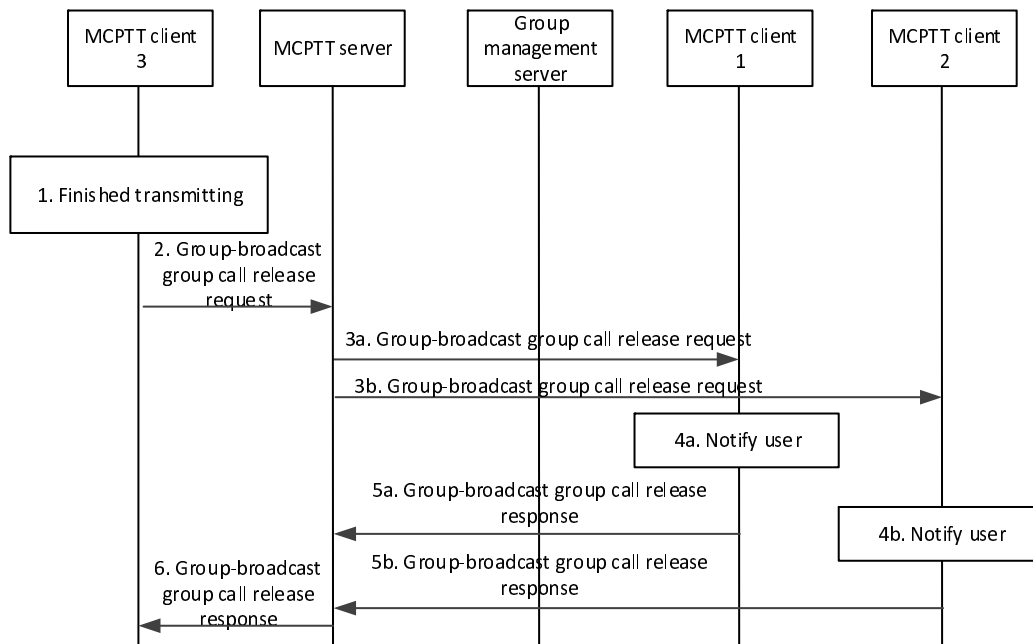 MCPTT client
3
MCPTT server
Group
management
server
MCPTT client
1
MCPTT client
2
1. Finished transmitting
2. Group-broadcast
group call release
request
3a. Group-broadcast group call release request
3b. Group-broadcast group call release request
4a. Notify user
5a. Group-broadcast group call release
response
4b. Notify user
5b. Group-broadcast group call release
response
6. Group-broadcast
group call release
response